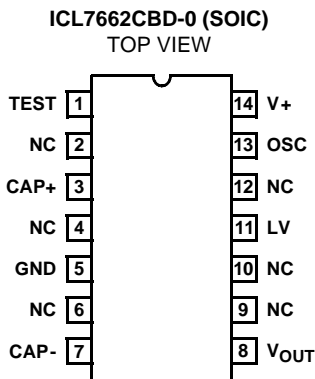 ICL7662CBD-0 (SOIC)
TOP VIEW
TEST 1 14 V+
NC 2 13 OSC
CAP+ 3 12 NC
NC 4 11 LV
GND 5 10 NC
NC 6 9 NC
CAP- 7 8 VOUT